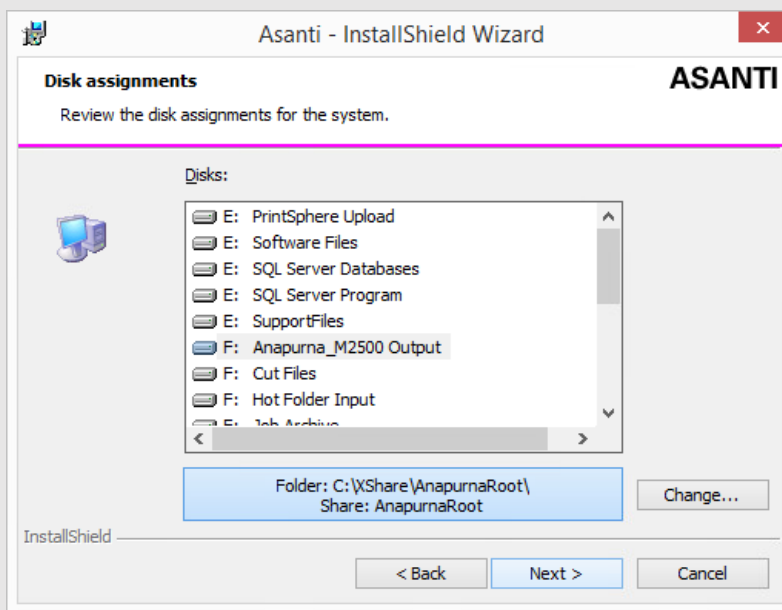 Asanti - InstallShield Wizard
Disk assignments
ASANTI
Review the disk assignments for the system.
Disks:
E: PrintSphere Upload
E: Software Files
E: SQL Server Databases
E: SQL Server Program
E: SupportFiles
F: Anapurna_M2500 Output
F: Cut Files
F: Hot Folder Input
F: Job Archive
Folder: C:\XShare\AnapurnaRoot\
Share: AnapurnaRoot
Change...
InstallShield
< Back
Next >
Cancel